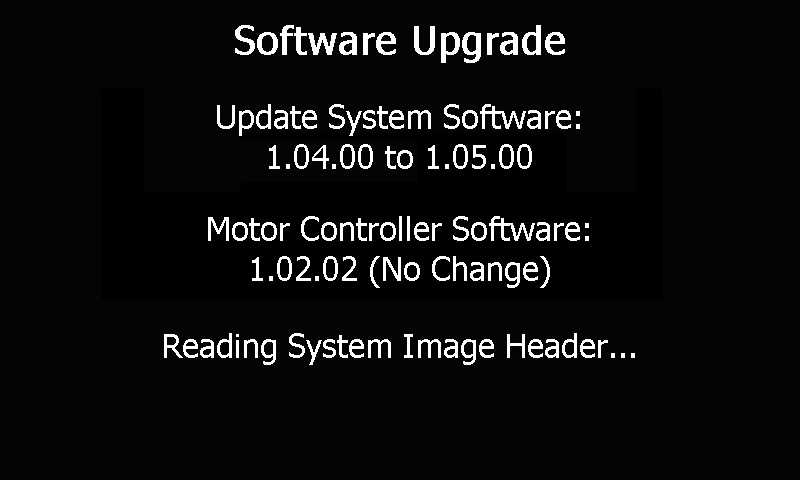 Software Upgrade
Update System Software:
1.04.00 to 1.05.00
Motor Controller Software:
1.02.02 (No Change)
Reading System Image Header...